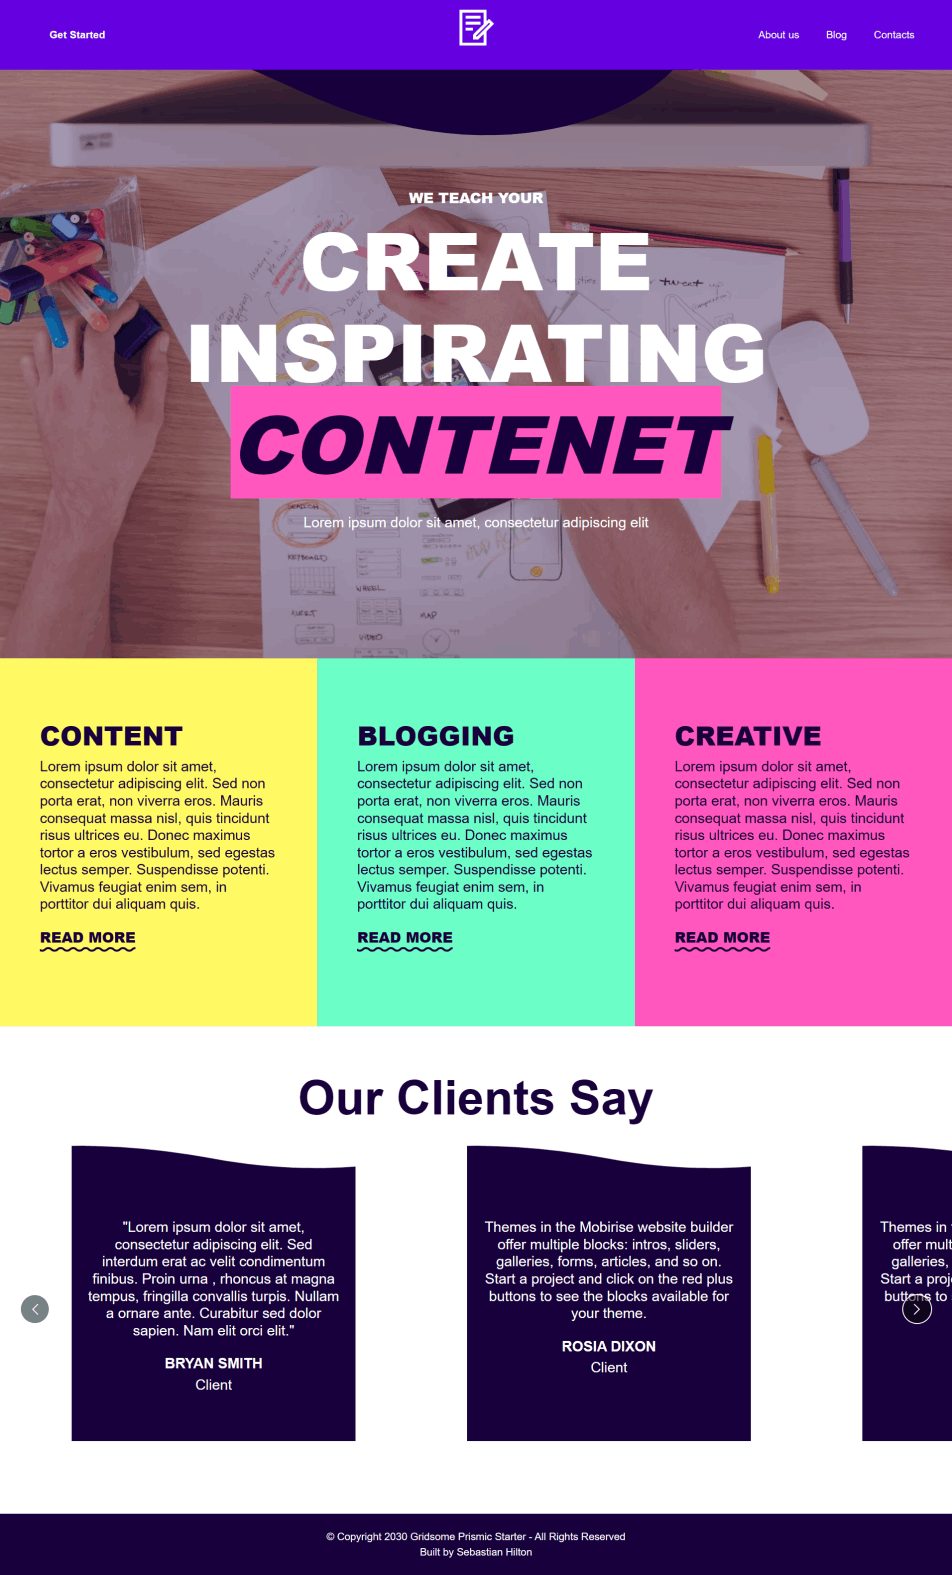 Get Started
About us
Blog
Contacts
WE TEACH YOUR
CREATE
INSPIRATING
CONTENET
Lorem ipsum dolor sit amet, consectetur adipiscing elit
KEYBOARD
WHEEL
ALERT
MAP
VIDEO
tweet
CONTENT
Lorem ipsum dolor sit amet,
consectetur adipiscing elit. Sed non
porta erat, non viverra eros. Mauris
consequat massa nisl, quis tincidunt
risus ultrices eu. Donec maximus
tortor a eros vestibulum, sed egestas
lectus semper. Suspendisse potenti.
Vivamus feugiat enim sem, in
porttitor dui aliquam quis.
READ MORE
BLOGGING
Lorem ipsum dolor sit amet,
consectetur adipiscing elit. Sed non
porta erat, non viverra eros. Mauris
consequat massa nisl, quis tincidunt
risus ultrices eu. Donec maximus
tortor a eros vestibulum, sed egestas
lectus semper. Suspendisse potenti.
Vivamus feugiat enim sem, in
porttitor dui aliquam quis.
READ MORE
CREATIVE
Lorem ipsum dolor sit amet,
consectetur adipiscing elit. Sed non
porta erat, non viverra eros. Mauris
consequat massa nisl, quis tincidunt
risus ultrices eu. Donec maximus
tortor a eros vestibulum, sed egestas
lectus semper. Suspendisse potenti.
Vivamus feugiat enim sem, in
porttitor dui aliquam quis.
READ MORE
Our Clients Say
"Lorem ipsum dolor sit amet,
consectetur adipiscing elit. Sed
interdum erat ac velit condimentum
finibus. Proin urna , rhoncus at magna
tempus, fringilla convallis turpis. Nullam
a ornare ante. Curabitur sed dolor
sapien. Nam elit orci elit."
BRYAN SMITH
Client
Themes in the Mobirise website builder
offer multiple blocks: intros, sliders,
galleries, forms, articles, and so on.
Start a project and click on the red plus
buttons to see the blocks available for
your theme.
ROSIA DIXON
Client
Themes in
offer mult
galleries,
Start a proj
buttons to
© Copyright 2030 Gridsome Prismic Starter - All Rights Reserved
Built by Sebastian Hilton